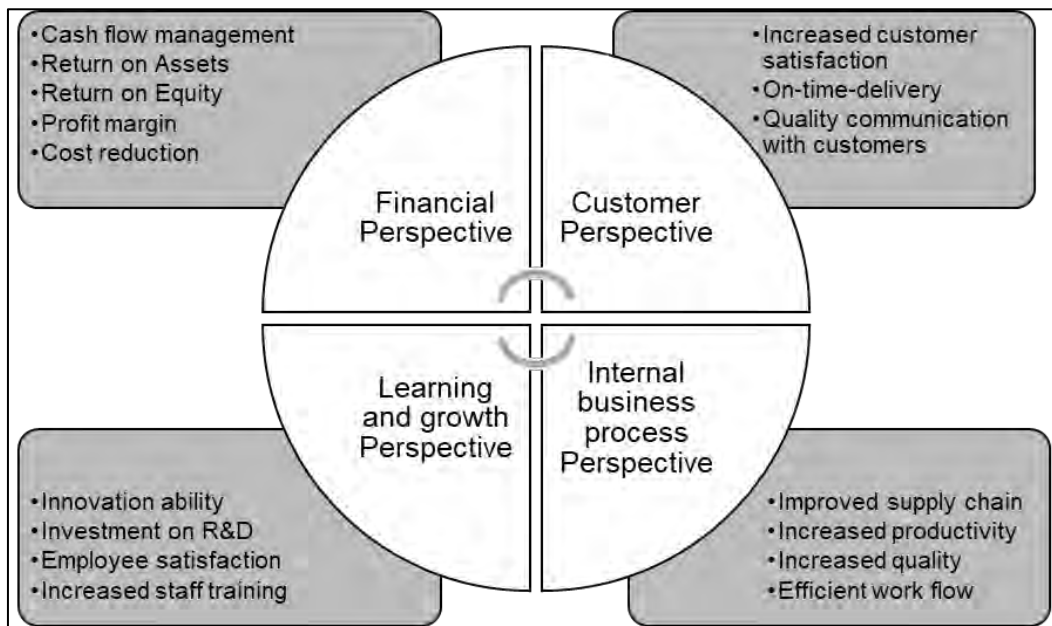 •Cash flow management
•Return on Assets
•Return on Equity
•Profit margin
•Cost reduction
•Increased customer
satisfaction
•On-time-delivery
•Quality communication
with customers
Financial
Perspective
Customer
Perspective
Learning
and growth
Perspective
Internal
business
process
Perspective
•Innovation ability
•Investment on R&D
•Employee satisfaction
•Increased staff training
•Improved supply chain
•Increased productivity
•Increased quality
•Efficient work flow